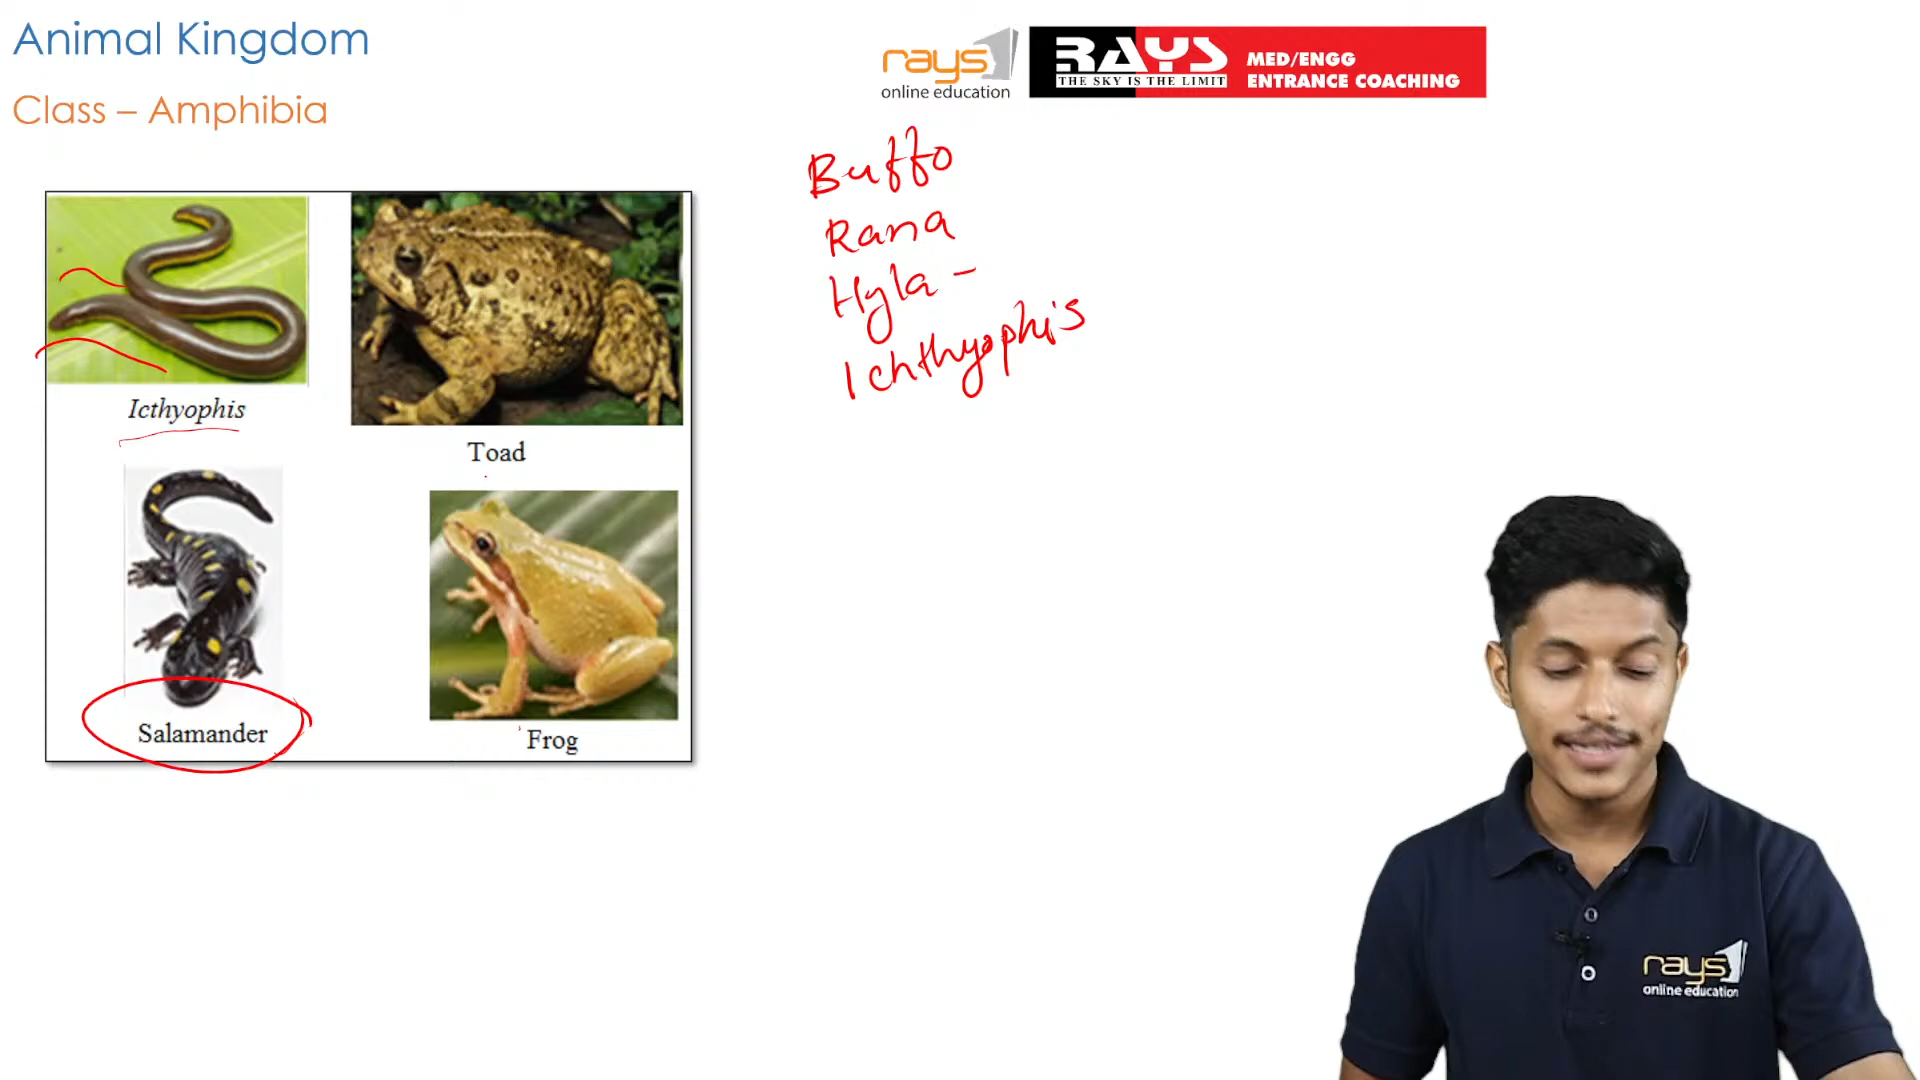 Animal Kingdom
Class – Amphibia
rays
online education
RAYS
THE SKY IS THE LIMIT
MED/ENGG
ENTRANCE COACHING
Buffo
Rana
Hyla -
Ichthyophis
Icthyophis
Toad
Salamander
Frog
rays
online education